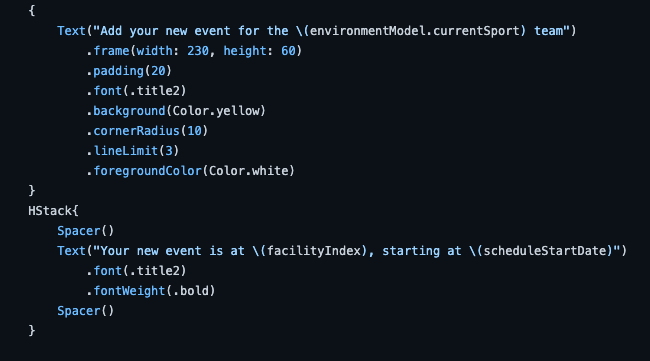 {
    Text("Add your new event for the \(environmentModel.currentSport) team")
        .frame(width: 230, height: 60)
        .padding(20)
        .font(.title2)
        .background(Color.yellow)
        .cornerRadius(10)
        .lineLimit(3)
        .foregroundColor(Color.white)
}
HStack{
    Spacer()
    Text("Your new event is at \(facilityIndex), starting at \(scheduleStartDate)")
        .font(.title2)
        .fontWeight(.bold)
    Spacer()
}